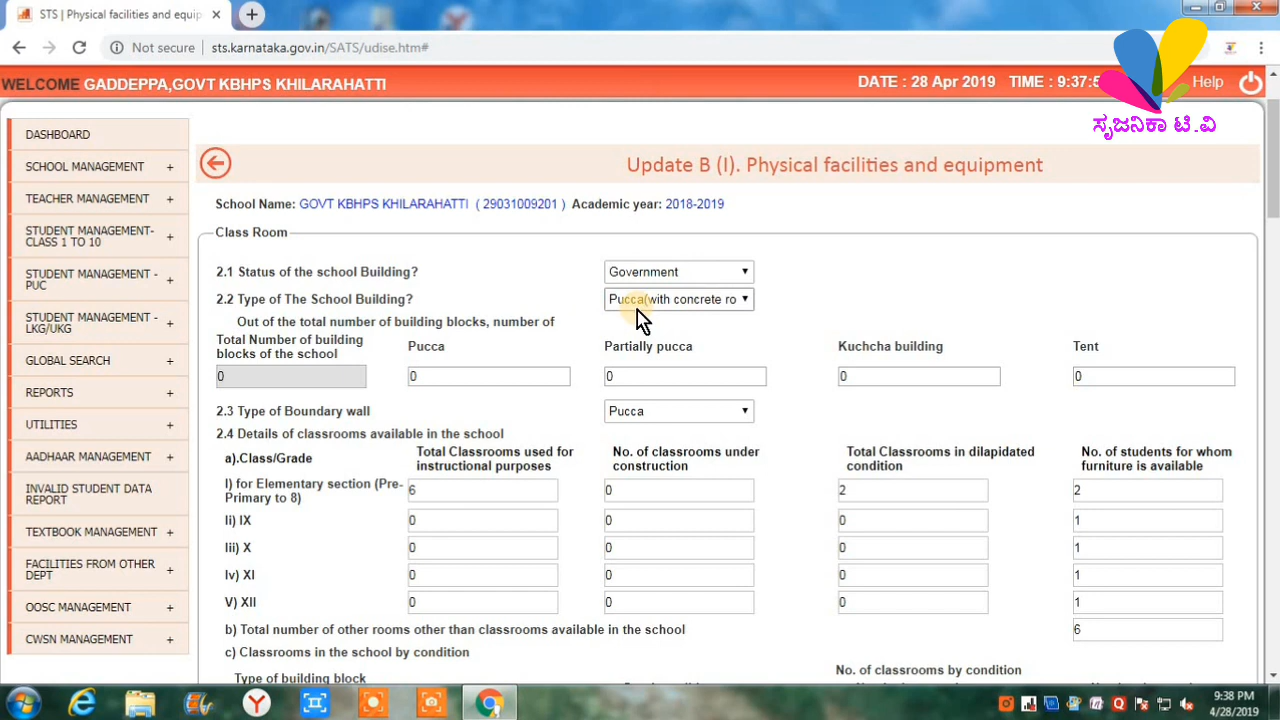 STS | Physical facilities and equip
Not secure | sts.karnataka.gov.in/SATS/udise.htm#
WELCOME GADDEPPA,GOVT KBHPS KHILARAHATTI
DATE : 28 Apr 2019 TIME : 9:37:5
Help
ಸೃಜನಿಕಾ ಟಿ.ವಿ
DASHBOARD
SCHOOL MANAGEMENT +
TEACHER MANAGEMENT +
STUDENT MANAGEMENT-
CLASS 1 TO 10 +
STUDENT MANAGEMENT -
PUC +
STUDENT MANAGEMENT -
LKG/UKG +
GLOBAL SEARCH +
REPORTS +
UTILITIES +
AADHAAR MANAGEMENT +
INVALID STUDENT DATA
REPORT
TEXTBOOK MANAGEMENT +
FACILITIES FROM OTHER
DEPT +
OOSC MANAGEMENT +
CWSN MANAGEMENT +
Update B (I). Physical facilities and equipment
School Name: GOVT KBHPS KHILARAHATTI ( 29031009201 ) Academic year: 2018-2019
Class Room
2.1 Status of the school Building? Government
2.2 Type of The School Building? Pucca(with concrete ro
Out of the total number of building blocks, number of
Total Number of building
blocks of the school Pucca Partially pucca Kuchcha building Tent
0 0 0 0 0
2.3 Type of Boundary wall Pucca
2.4 Details of classrooms available in the school
a).Class/Grade Total Classrooms used for
instructional purposes No. of classrooms under
construction Total Classrooms in dilapidated
condition No. of students for whom
furniture is available
I) for Elementary section (Pre-
Primary to 8) 6 0 2 2
Ii) IX 0 0 0 1
Iii) X 0 0 0 1
Iv) XI 0 0 0 1
V) XII 0 0 0 1
b) Total number of other rooms other than classrooms available in the school 6
c) Classrooms in the school by condition
Type of building block No. of classrooms by condition
9:38 PM
4/28/2019